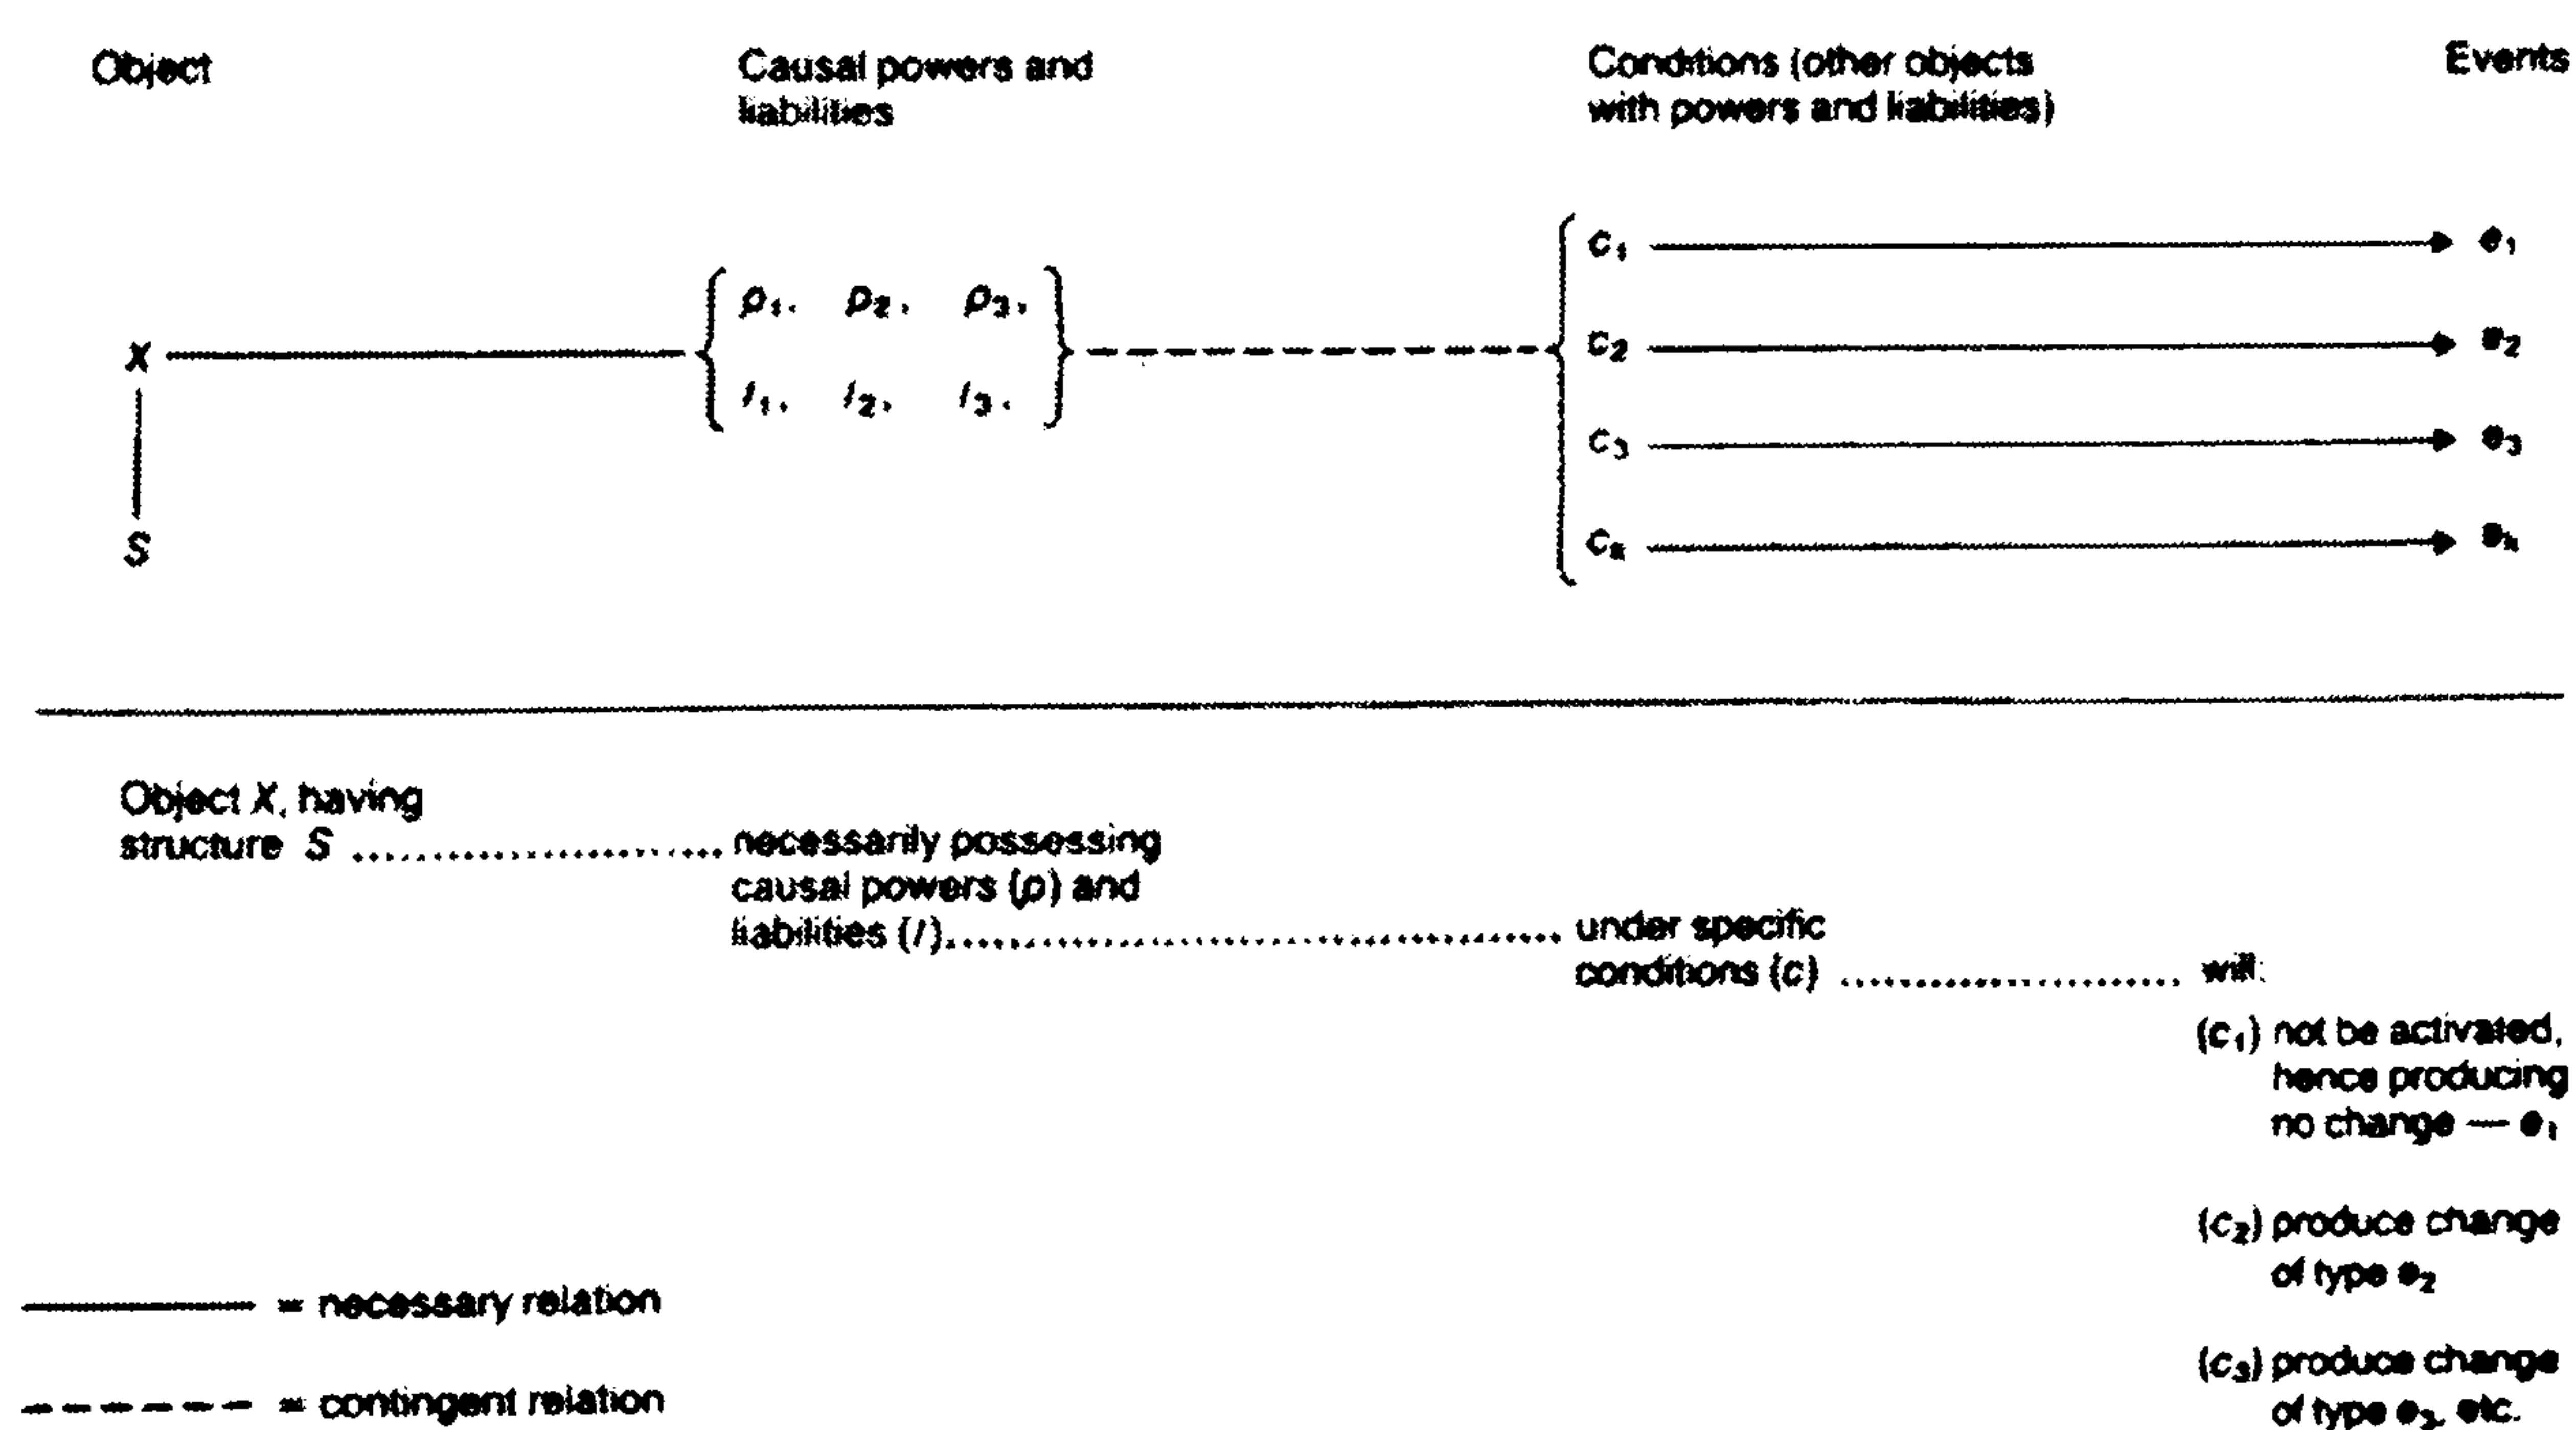 Object
Causal powers and
liabilities
Conditions (other objects
with powers and liabilities)
Events
X
S
p₁, p₂, p₃,
l₁, l₂, l₃.
c₁ e₁
c₂ e₂
c₃ e₃
Object X, having
structure S .......... necessarily possessing
causal powers (p) and
liabilities (l).......... under specific
conditions (c) .......... will:
(c₁) not be activated,
hence producing
no change — e₁
(c₂) produce change
of type e₂
(c₃) produce change
of type e₃, etc.
= necessary relation
= contingent relation